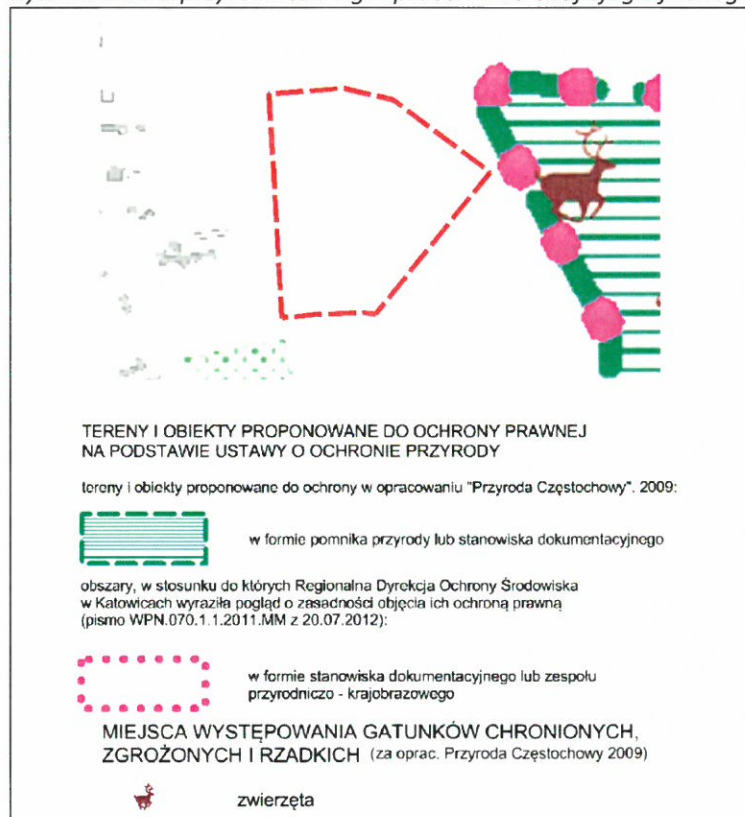 TERENY I OBIEKTY PROPONOWANE DO OCHRONY PRAWNEJ
NA PODSTAWIE USTAWY O OCHRONIE PRZYRODY
tereny i obiekty proponowane do ochrony w opracowaniu "Przyroda Częstochowy". 2009:
w formie pomnika przyrody lub stanowiska dokumentacyjnego
obszary, w stosunku do których Regionalna Dyrekcja Ochrony Środowiska
w Katowicach wyraziła pogląd o zasadności objęcia ich ochroną prawną
(pismo WPN.070.1.1.2011.MM z 20.07.2012):
w formie stanowiska dokumentacyjnego lub zespołu
przyrodniczo - krajobrazowego
MIEJSCA WYSTĘPOWANIA GATUNKÓW CHRONIONYCH,
ZGROŻONYCH I RZADKICH (za oprac. Przyroda Częstochowy 2009)
zwierzęta